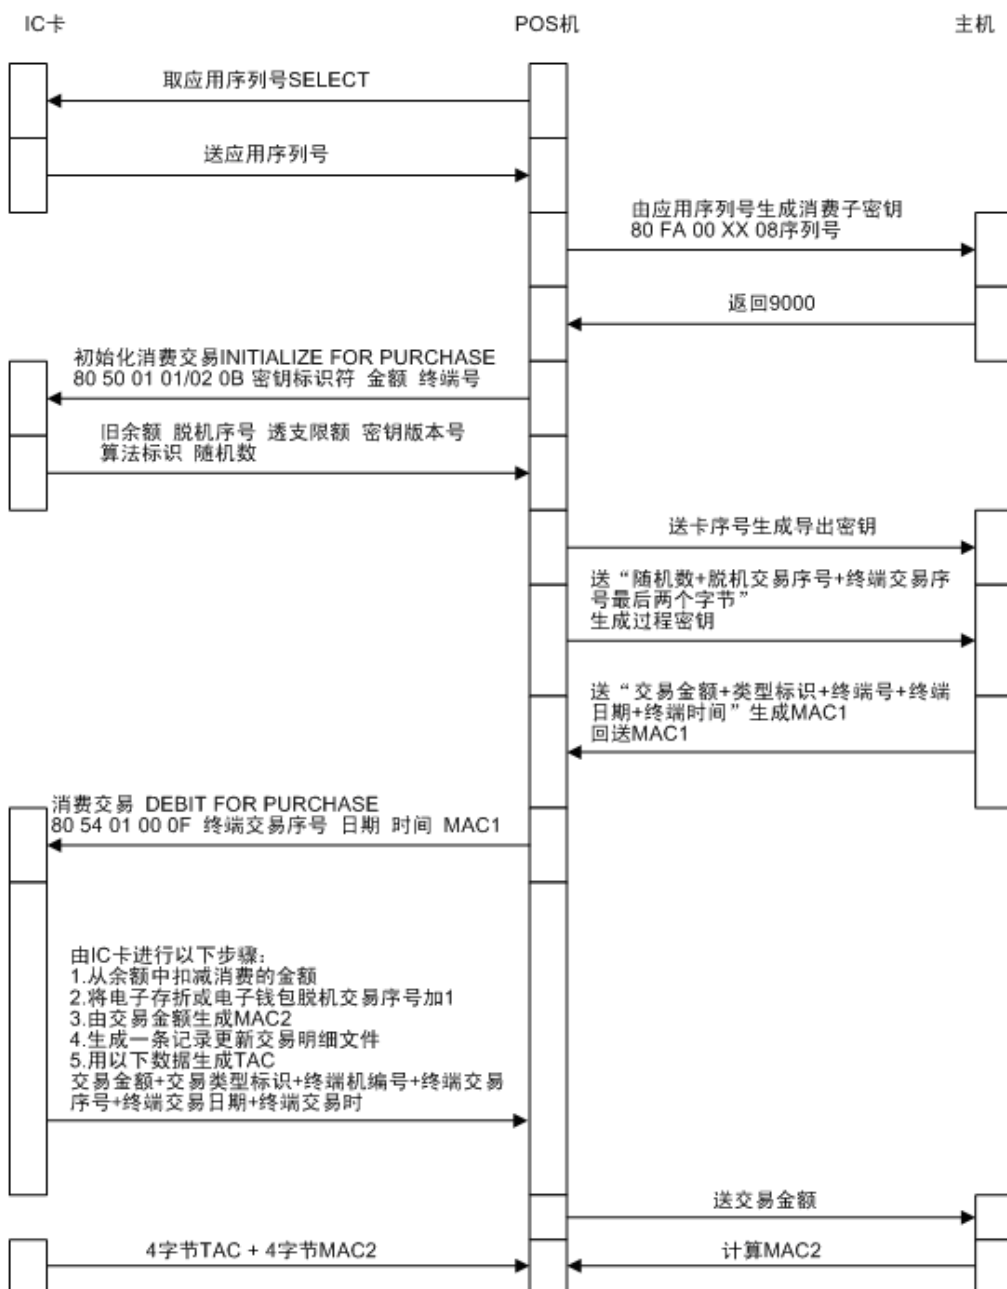 IC卡
POS机
主机
取应用序列号SELECT
送应用序列号
由应用序列号生成消费子密钥
80 FA 00 XX 08序列号
返回9000
初始化消费交易INITIALIZE FOR PURCHASE
80 50 01 01/02 0B 密钥标识符 金额 终端号
旧余额 脱机序号 透支限额 密钥版本号
算法标识 随机数
送卡序号生成导出密钥
送“随机数+脱机交易序号+终端交易序
号最后两个字节”
生成过程密钥
送“交易金额+类型标识+终端号+终端
日期+终端时间”生成MAC1
回送MAC1
消费交易 DEBIT FOR PURCHASE
80 54 01 00 0F 终端交易序号 日期 时间 MAC1
由IC卡进行以下步骤：
1.从余额中扣减消费的金额
2.将电子存折或电子钱包脱机交易序号加1
3.由交易金额生成MAC2
4.生成一条记录更新交易明细文件
5.用以下数据生成TAC
交易金额+交易类型标识+终端机编号+终端交易
序号+终端交易日期+终端交易时
送交易金额
4字节TAC + 4字节MAC2
计算MAC2